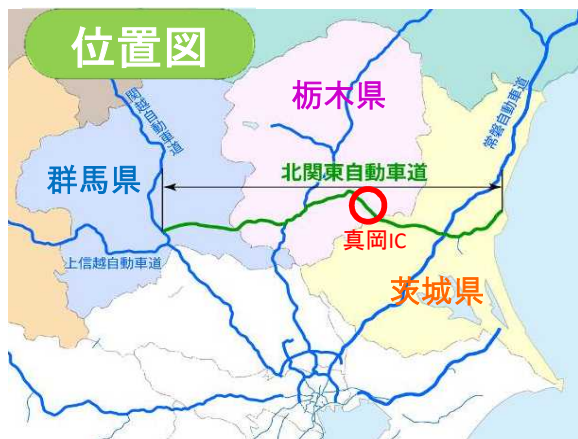 位置図
栃木県
関越自動車道
常磐自動車道
群馬県
北関東自動車道
真岡IC
上信越自動車道
茨城県